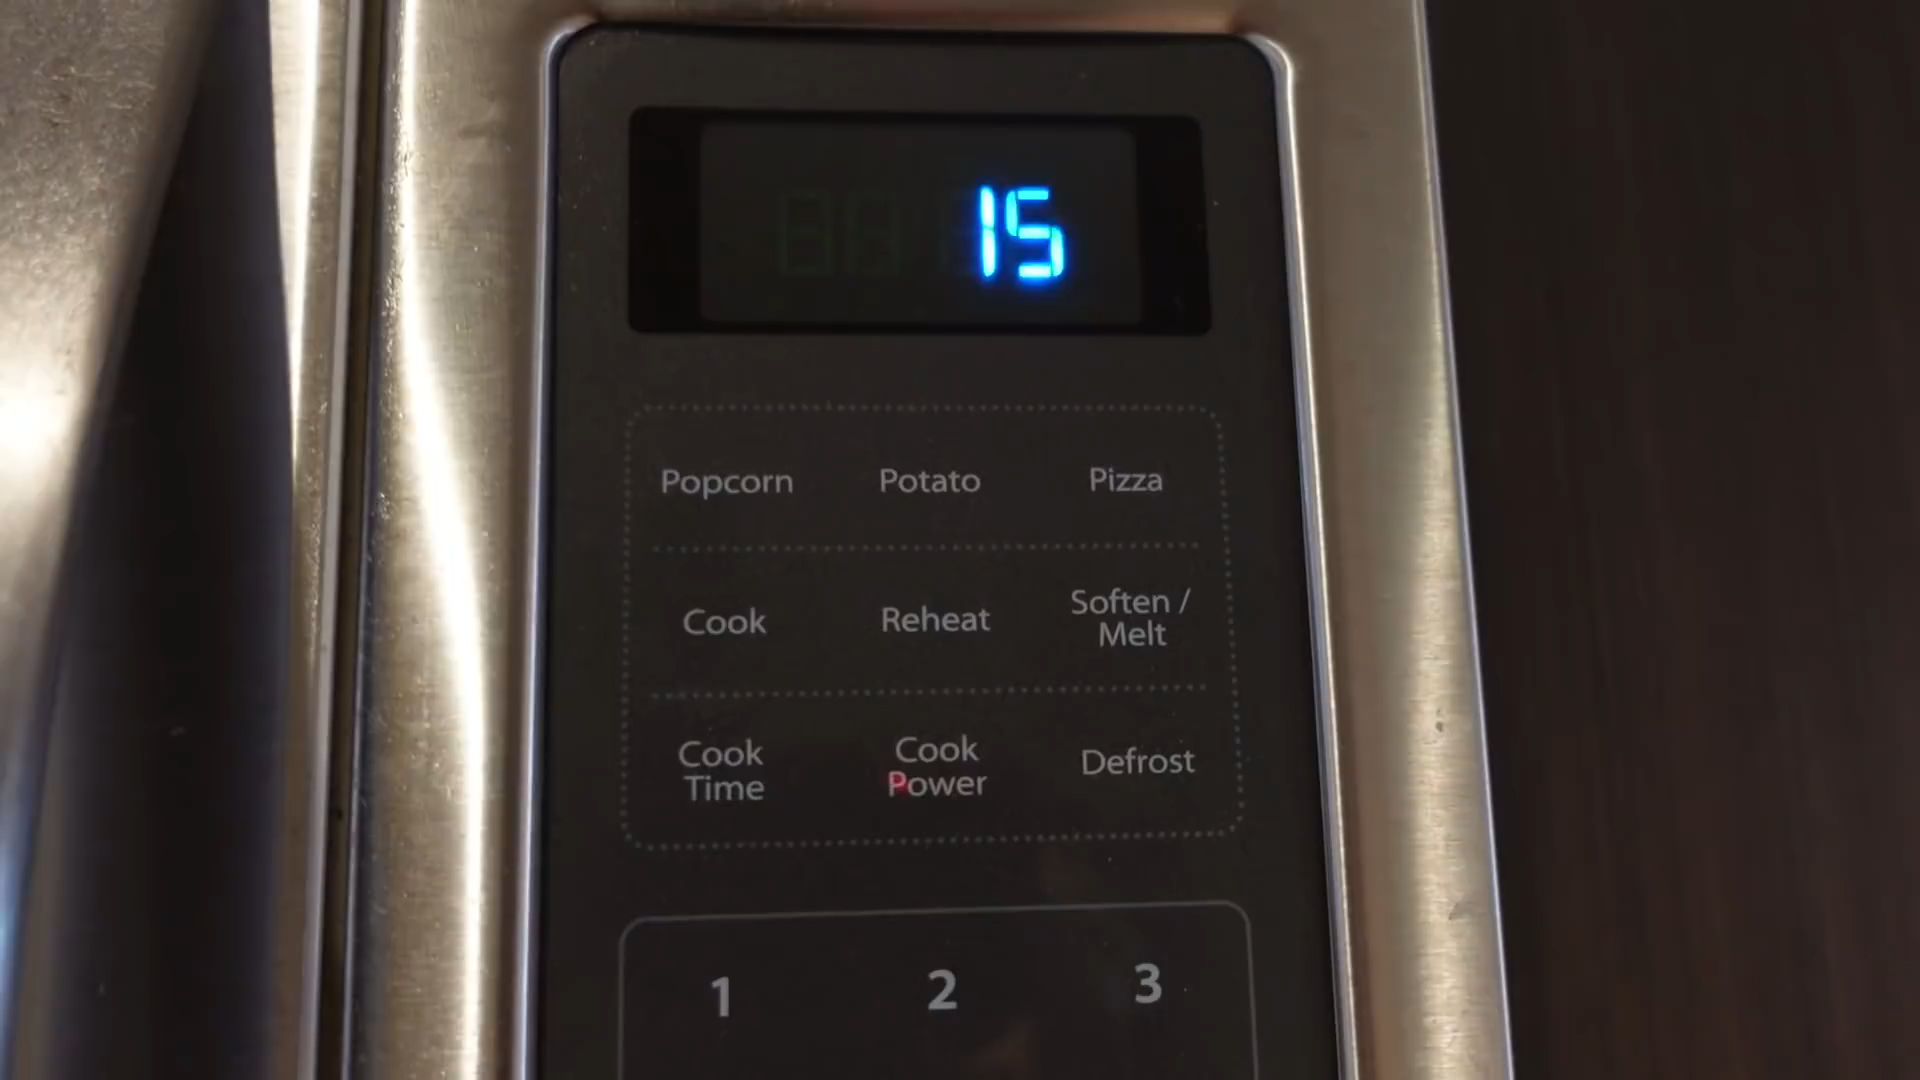 15
Popcorn Potato Pizza
Cook Reheat Soften /
Melt
Cook Time
Cook Power
Defrost
1 2 3